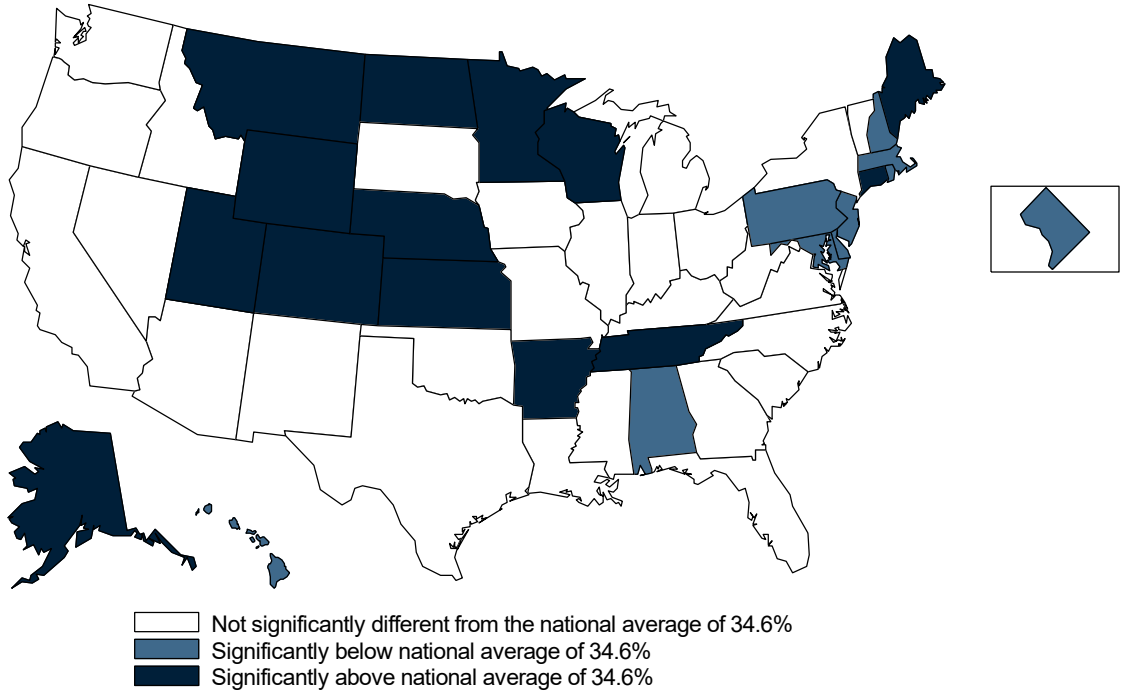 Not significantly different from the national average of 34.6%
Significantly below national average of 34.6%
Significantly above national average of 34.6%